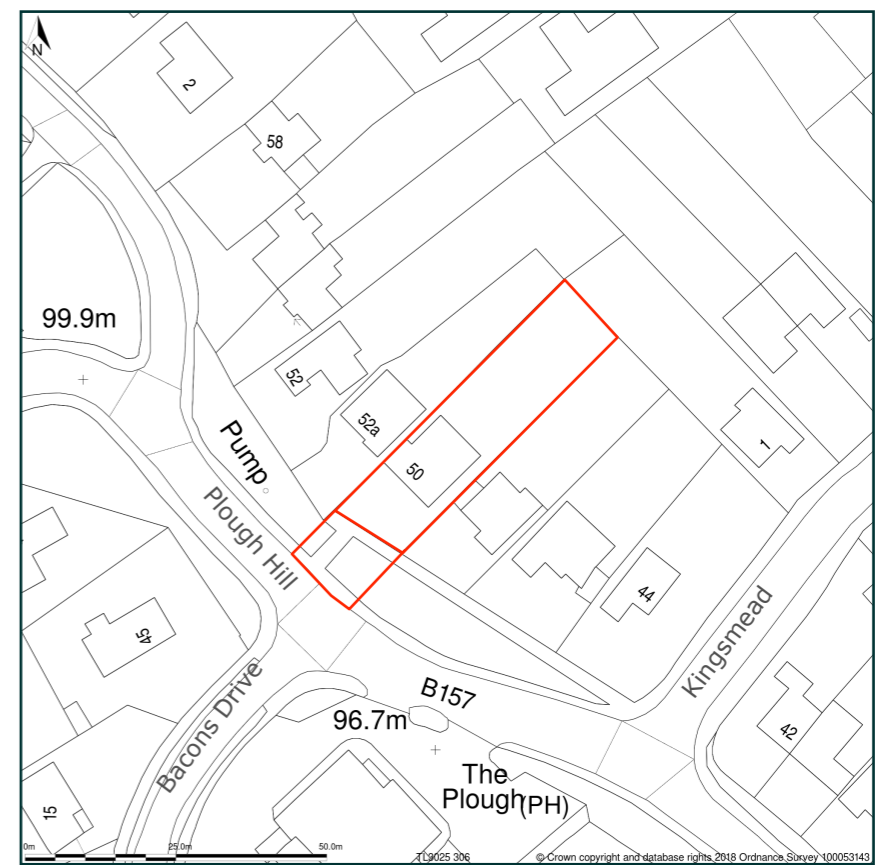 N
2
58
99.9m
52
52a
Pump
50
Plough Hill
1
44
45
Kingsmead
Bacons Drive
B157
96.7m
42
The
Plough(PH)
15
0m 25.0m 50.0m
TL3025 306 © Crown copyright and database rights 2018 Ordnance Survey 100053143